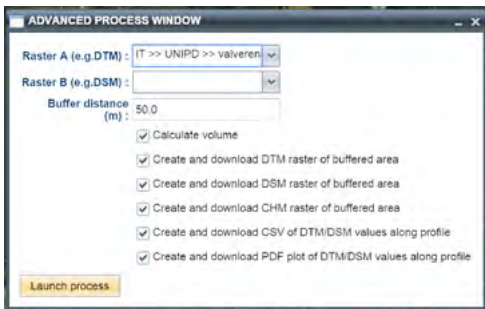 ADVANCED PROCESS WINDOW
Raster A (e.g.DTM) : IT >> UNIPD >> valveren
Raster B (e.g.DSM) :
Buffer distance
(m) : 50.0
Calculate volume
Create and download DTM raster of buffered area
Create and download DSM raster of buffered area
Create and download CHM raster of buffered area
Create and download CSV of DTM/DSM values along profile
Create and download PDF plot of DTM/DSM values along profile
Launch process